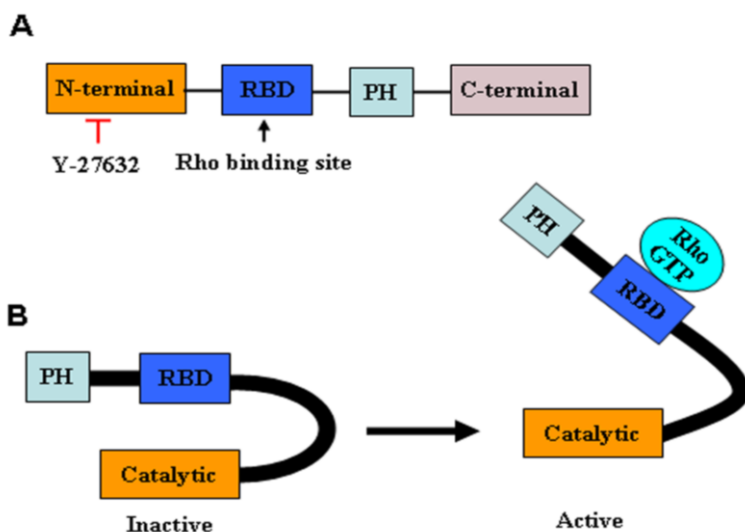 A
N-terminal RBD PH C-terminal
Y-27632 Rho binding site
B
PH RBD
Catalytic
Inactive
PH
Rho
GTP
RBD
Catalytic
Active